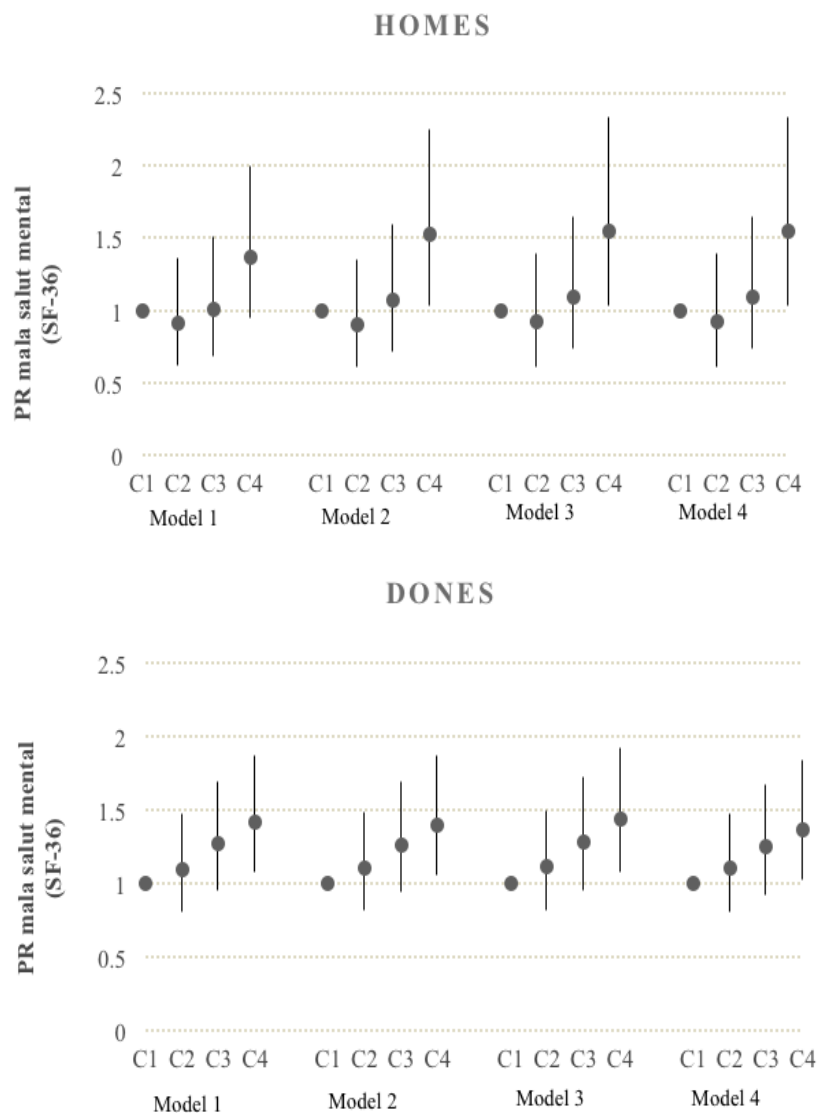 HOMES
2.5
2
1.5
1
0.5
0
PR mala salut mental
(SF-36)
C1 C2 C3 C4 C1 C2 C3 C4 C1 C2 C3 C4 C1 C2 C3 C4
Model 1 Model 2 Model 3 Model 4
DONES
2.5
2
1.5
1
0.5
0
PR mala salut mental
(SF-36)
C1 C2 C3 C4 C1 C2 C3 C4 C1 C2 C3 C4 C1 C2 C3 C4
Model 1 Model 2 Model 3 Model 4